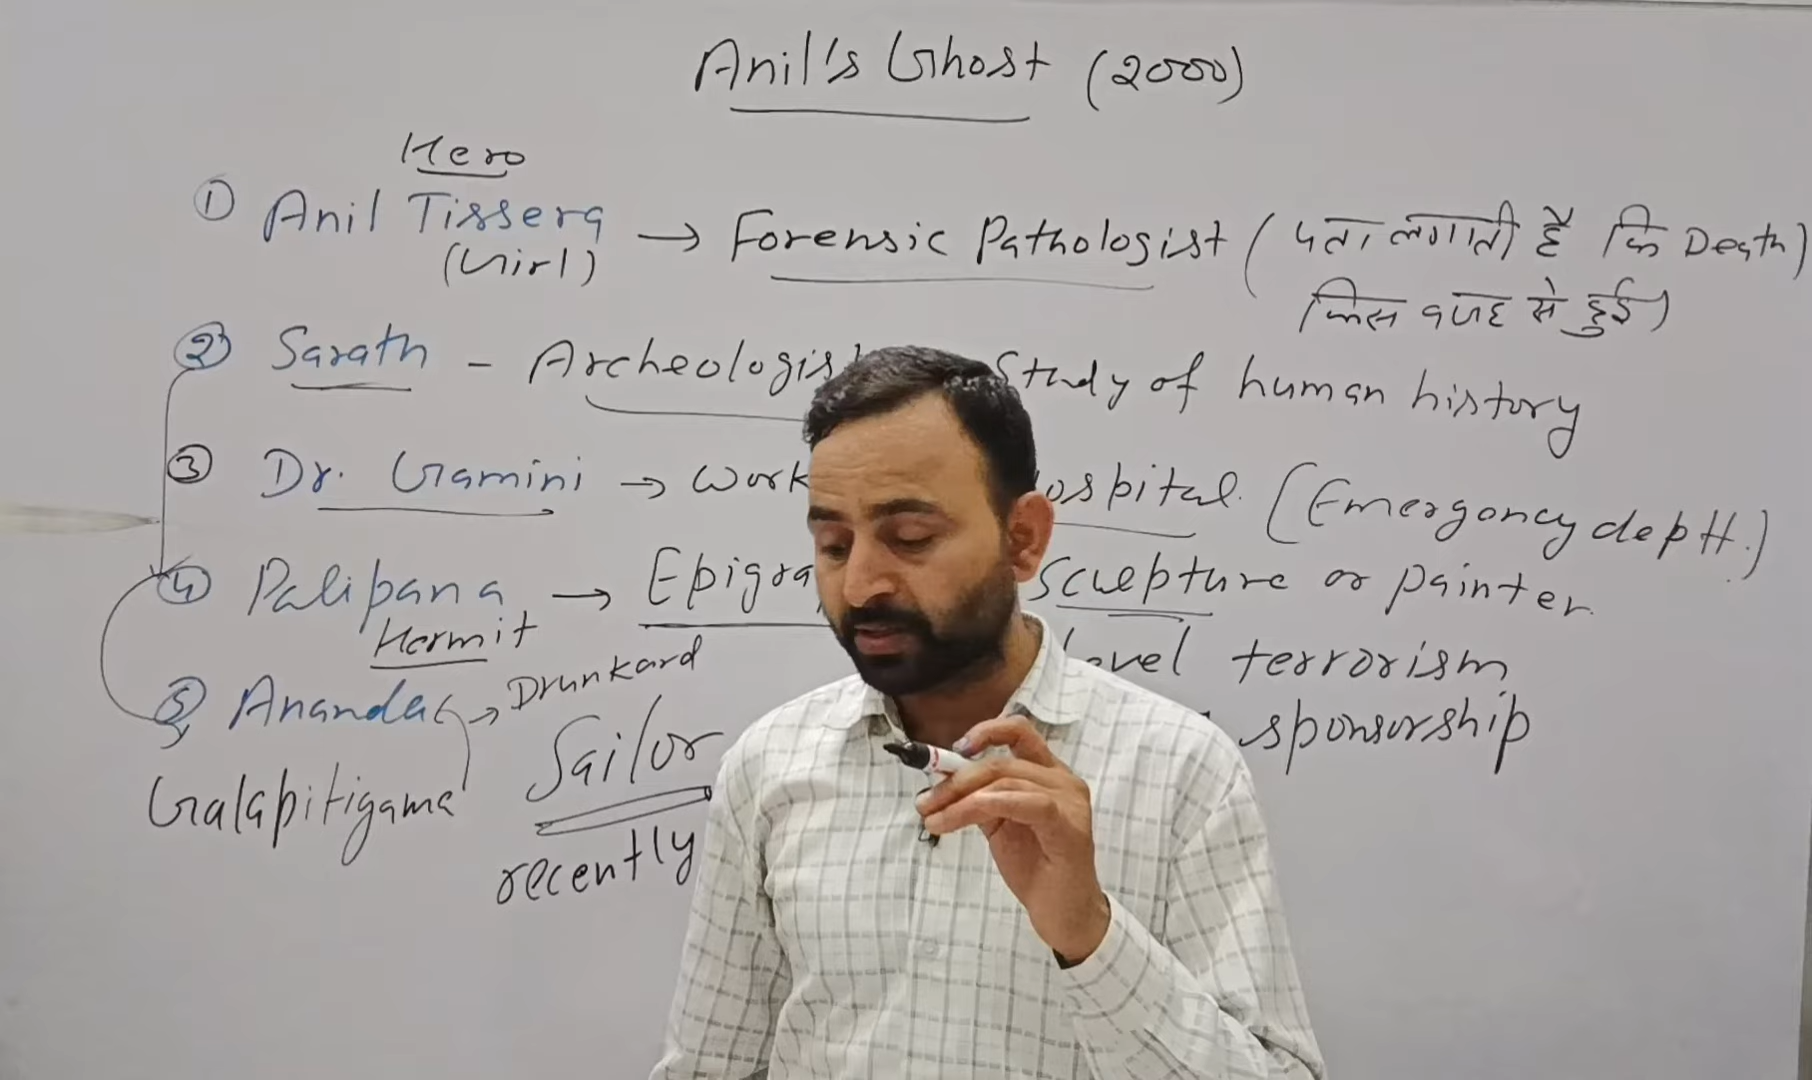 Anil's Ghost (2000)
Hero
① Anil Tissera → Forensic Pathologist ( पता लगाती है कि Death)
(Girl) किस वजह से हुई)
② Sarath - Archeologist Study of human history
③ Dr. Gamini → Work ospital. (Emergency deptt.)
④ Palipana → Epigra Sculpture or painter
Hermit
⑤ Ananda → Drunkard level terrorism
Galapitigama Sailor sponsorship
recently